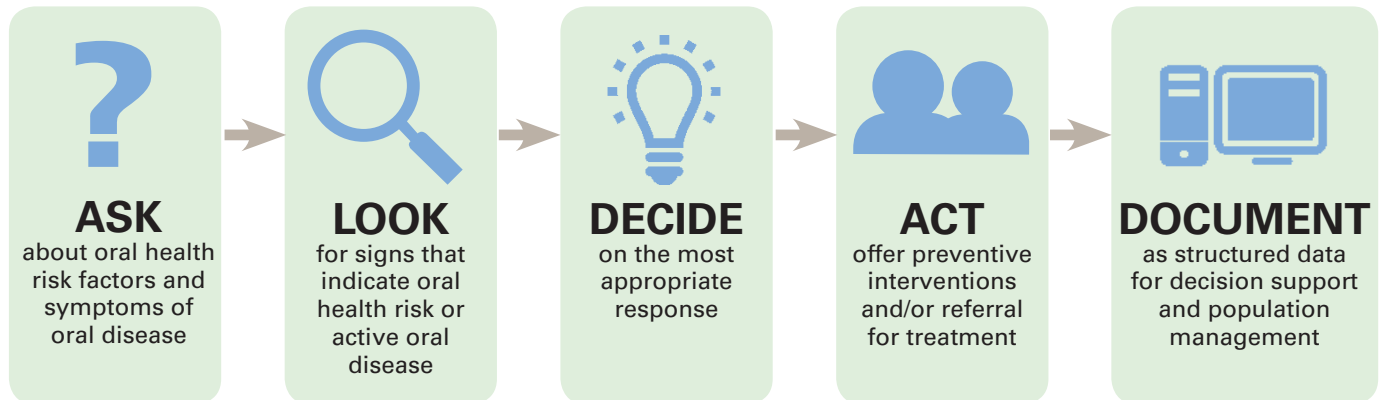 ?
ASK
about oral health
risk factors and
symptoms of
oral disease
LOOK
for signs that
indicate oral
health risk or
active oral
disease
DECIDE
on the most
appropriate
response
ACT
offer preventive
interventions
and/or referral
for treatment
DOCUMENT
as structured data
for decision support
and population
management